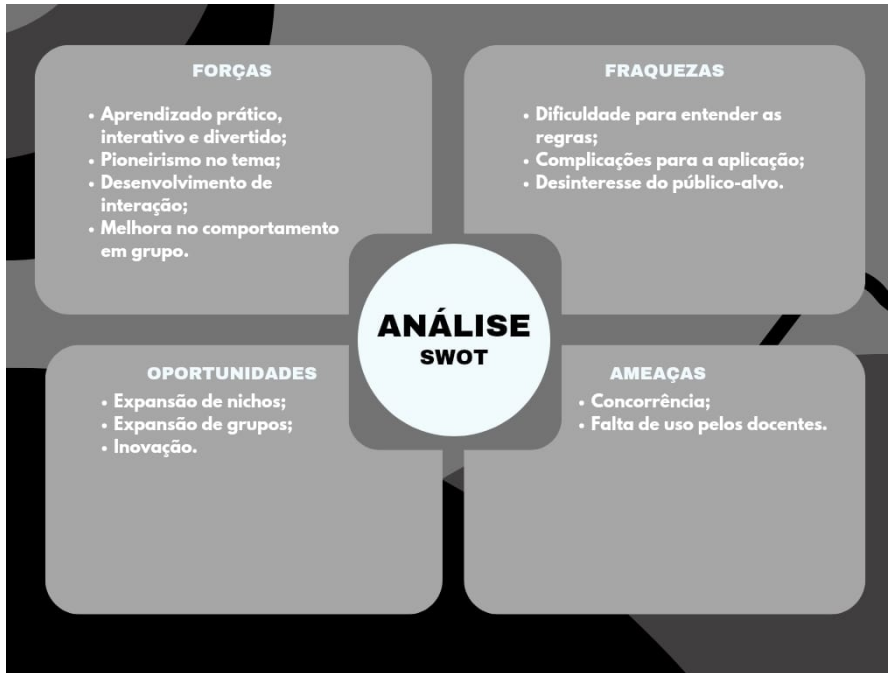 FORÇAS
• Aprendizado prático,
interativo e divertido;
• Pioneirismo no tema;
• Desenvolvimento de
interação;
• Melhora no comportamento
em grupo.
FRAQUEZAS
• Dificuldade para entender as
regras;
• Complicações para a aplicação;
• Desinteresse do público-alvo.
ANÁLISE
SWOT
OPORTUNIDADES
• Expansão de nichos;
• Expansão de grupos;
• Inovação.
AMEAÇAS
• Concorrência;
• Falta de uso pelos docentes.